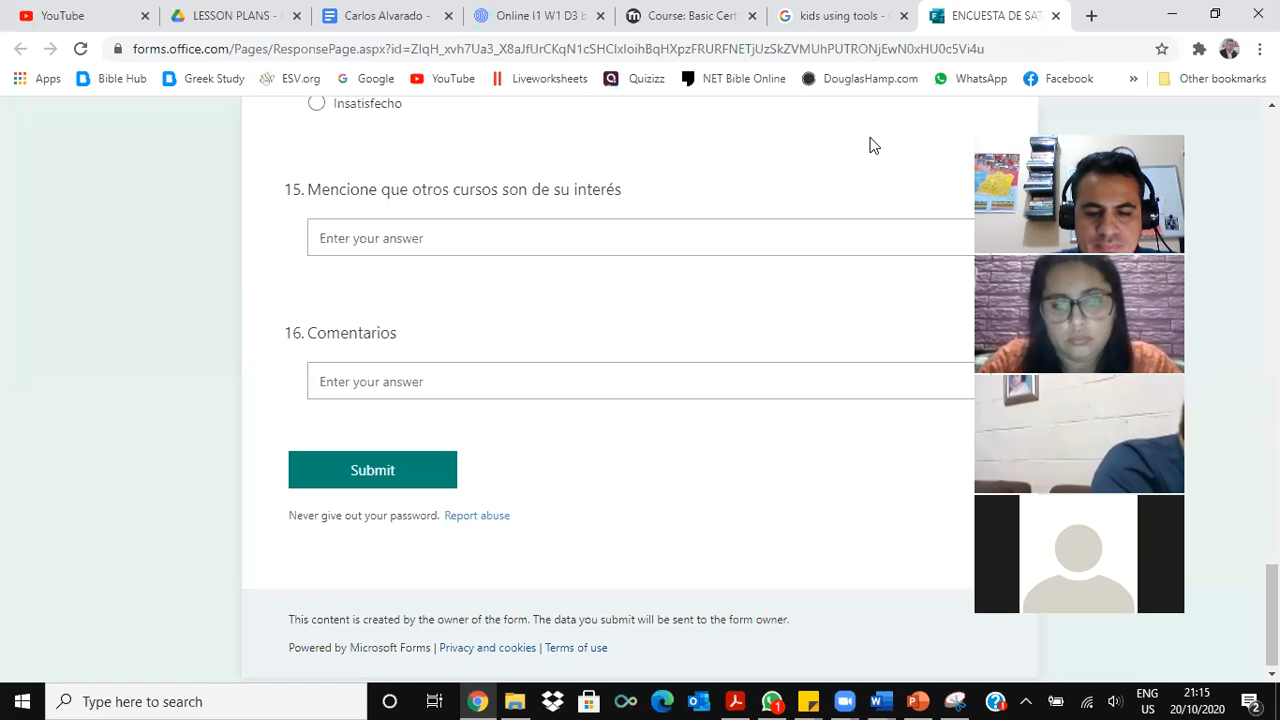 YouTube
LESSON PLANS -
Carlos Alvarado -
Online I1 W1 D3 b
Course: Basic Cert
kids using tools -
ENCUESTA DE SAT
forms.office.com/Pages/ResponsePage.aspx?id=
Apps
Bible Hub
Greek Study
ESV.org
Google
YouTube
Liveworksheets
Quizizz
NET Bible Online
DouglasHamp.com
WhatsApp
Facebook
»
Other bookmarks
Insatisfecho
15. Mencione que otros cursos son de su interés
Enter your answer
16. Comentarios
Enter your answer
Submit
Never give out your password. Report abuse
This content is created by the owner of the form. The data you submit will be sent to the form owner.
Powered by Microsoft Forms | Privacy and cookies | Terms of use
Type here to search
1
ENG
US
21:15
20/10/2020
2